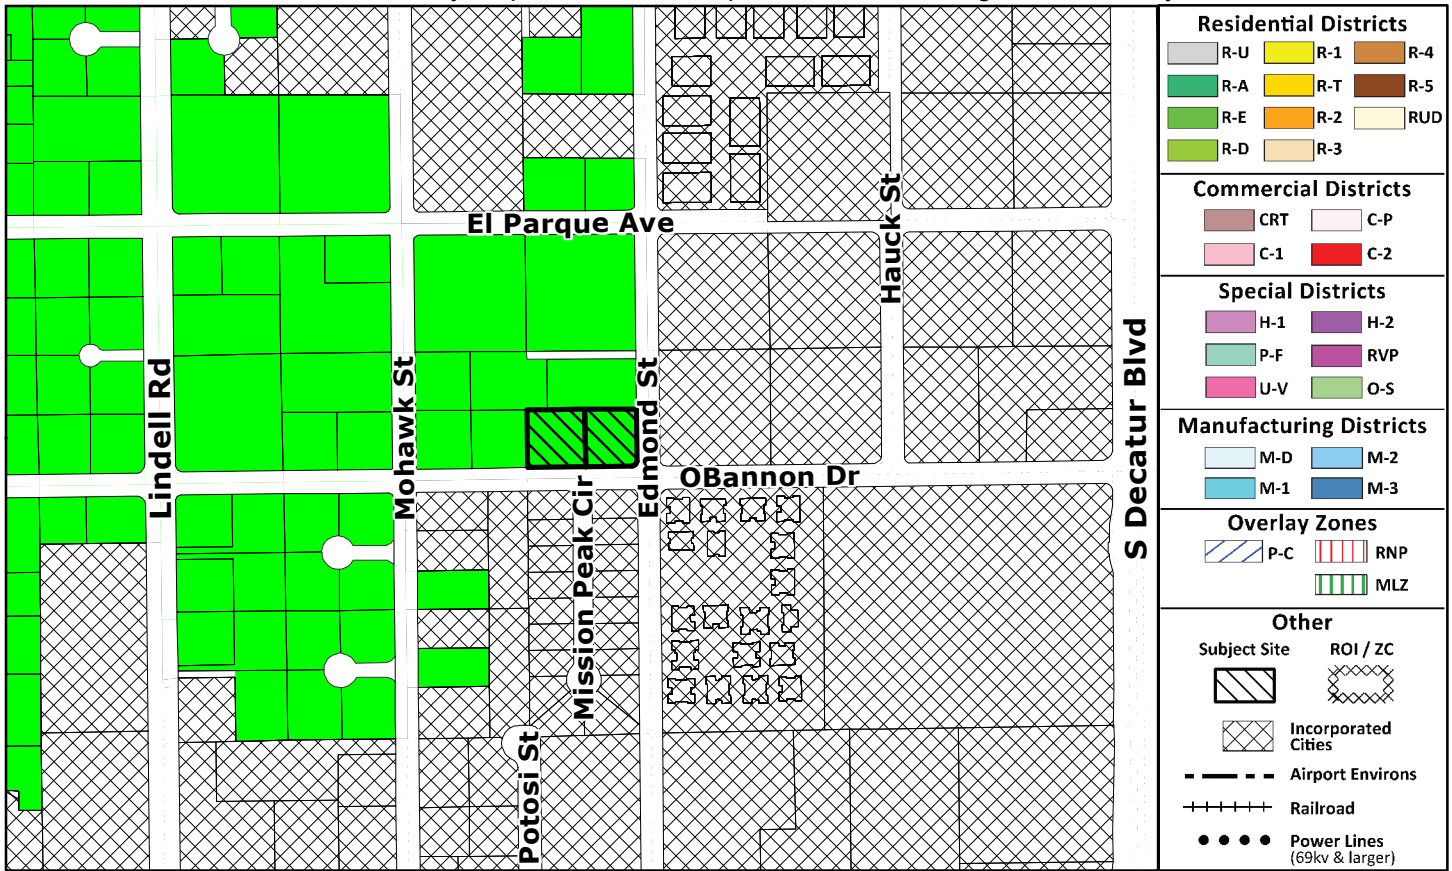 El Parque Ave
Hauck St
Lindell Rd
Mohawk St
Edmond St
S Decatur Blvd
OBannon Dr
Mission Peak Cir
Potosi St
Residential Districts
R-U
R-1
R-4
R-A
R-T
R-5
R-E
R-2
RUD
R-D
R-3
Commercial Districts
CRT
C-P
C-1
C-2
Special Districts
H-1
H-2
P-F
RVP
U-V
O-S
Manufacturing Districts
M-D
M-2
M-1
M-3
Overlay Zones
P-C
RNP
MLZ
Other
Subject Site
ROI / ZC
Incorporated
Cities
Airport Environs
Railroad
Power Lines
(69kv & larger)